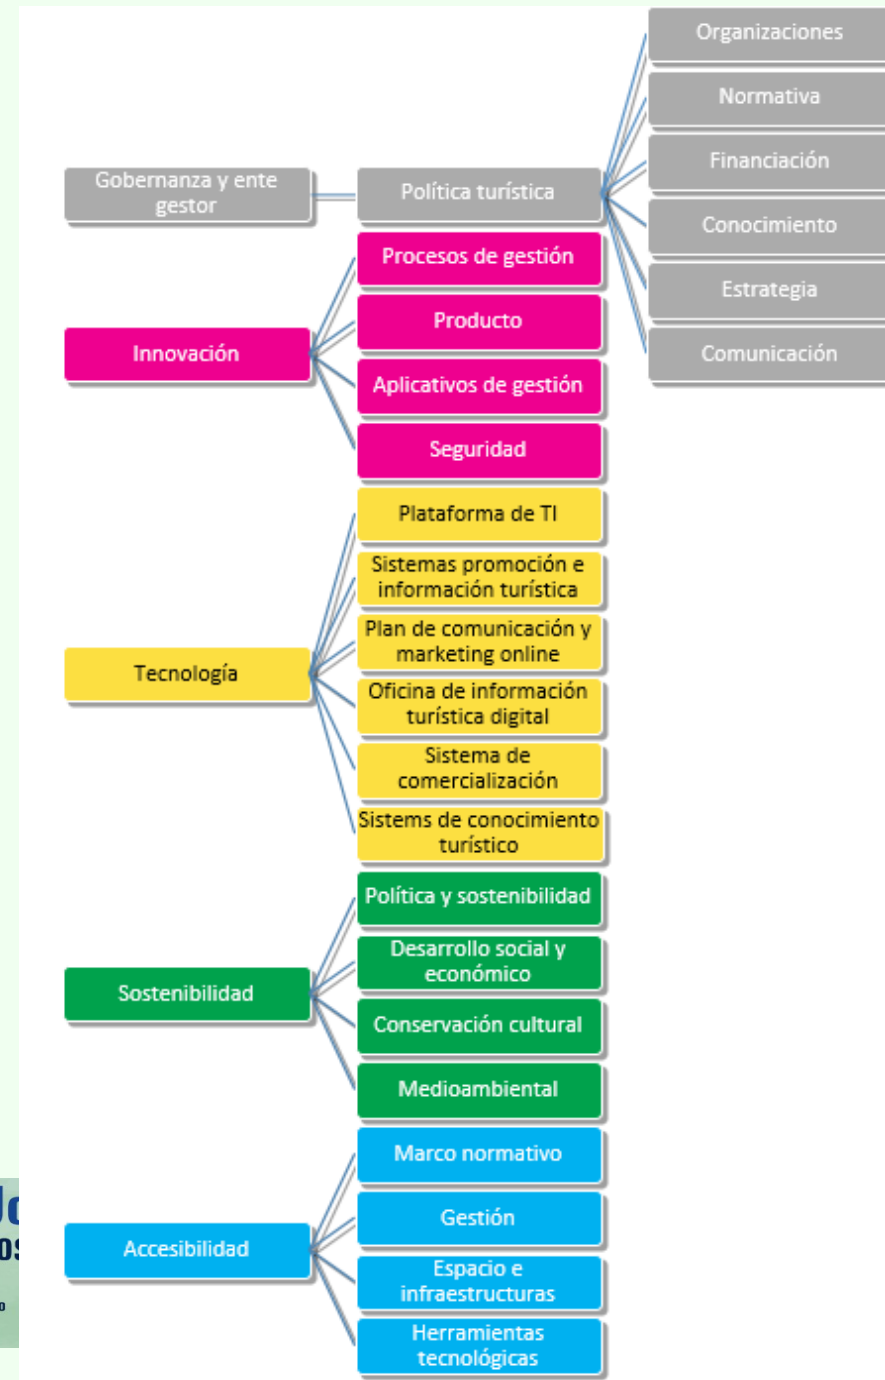 Organizaciones
Normativa
Financiación
Conocimiento
Estrategia
Comunicación
Gobernanza y ente
gestor
Política turística
Innovación
Procesos de gestión
Producto
Aplicativos de gestión
Seguridad
Tecnología
Plataforma de TI
Sistemas promoción e
información turística
Plan de comunicación y
marketing online
Oficina de información
turística digital
Sistema de
comercialización
Sistems de conocimiento
turístico
Sostenibilidad
Política y sostenibilidad
Desarrollo social y
económico
Conservación cultural
Medioambiental
Accesibilidad
Marco normativo
Gestión
Espacio e
infraestructuras
Herramientas
tecnológicas